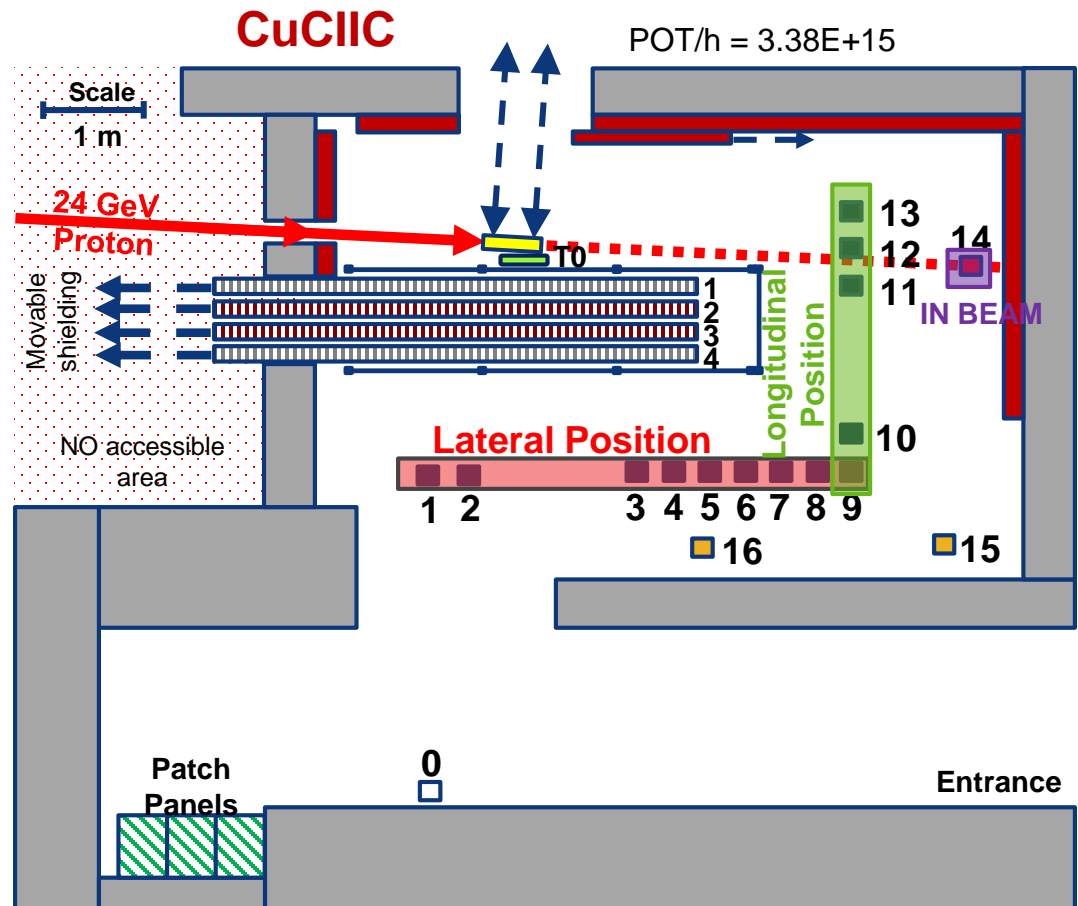 CuCIIC
POT/h = 3.38E+15
Scale
1 m
24 GeV
Proton
T0
1
2
3
4
Movable
shielding
NO accessible
area
13
12
11
14
IN BEAM
Longitudinal
Position
10
Lateral Position
1
2
3
4
5
6
7
8
9
16
15
0
Patch
Panels
Entrance